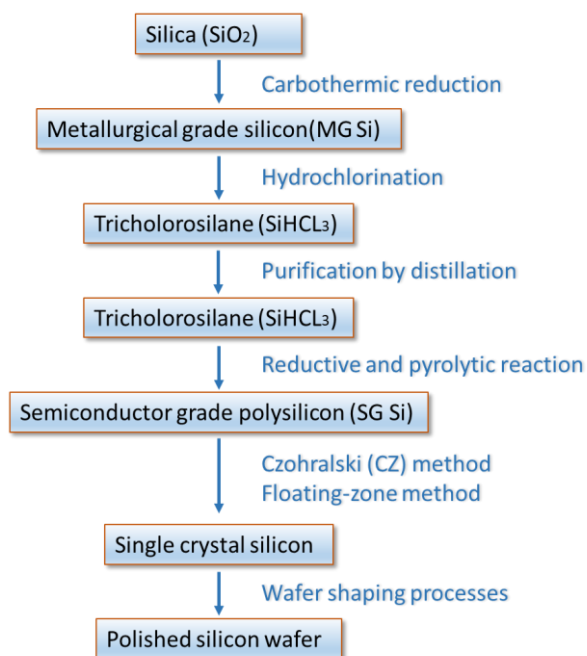 Silica (SiO₂)
Carbothermic reduction
Metallurgical grade silicon(MG Si)
Hydrochlorination
Tricholorosilane (SiHCL₃)
Purification by distillation
Tricholorosilane (SiHCL₃)
Reductive and pyrolytic reaction
Semiconductor grade polysilicon (SG Si)
Czohralski (CZ) method
Floating-zone method
Single crystal silicon
Wafer shaping processes
Polished silicon wafer